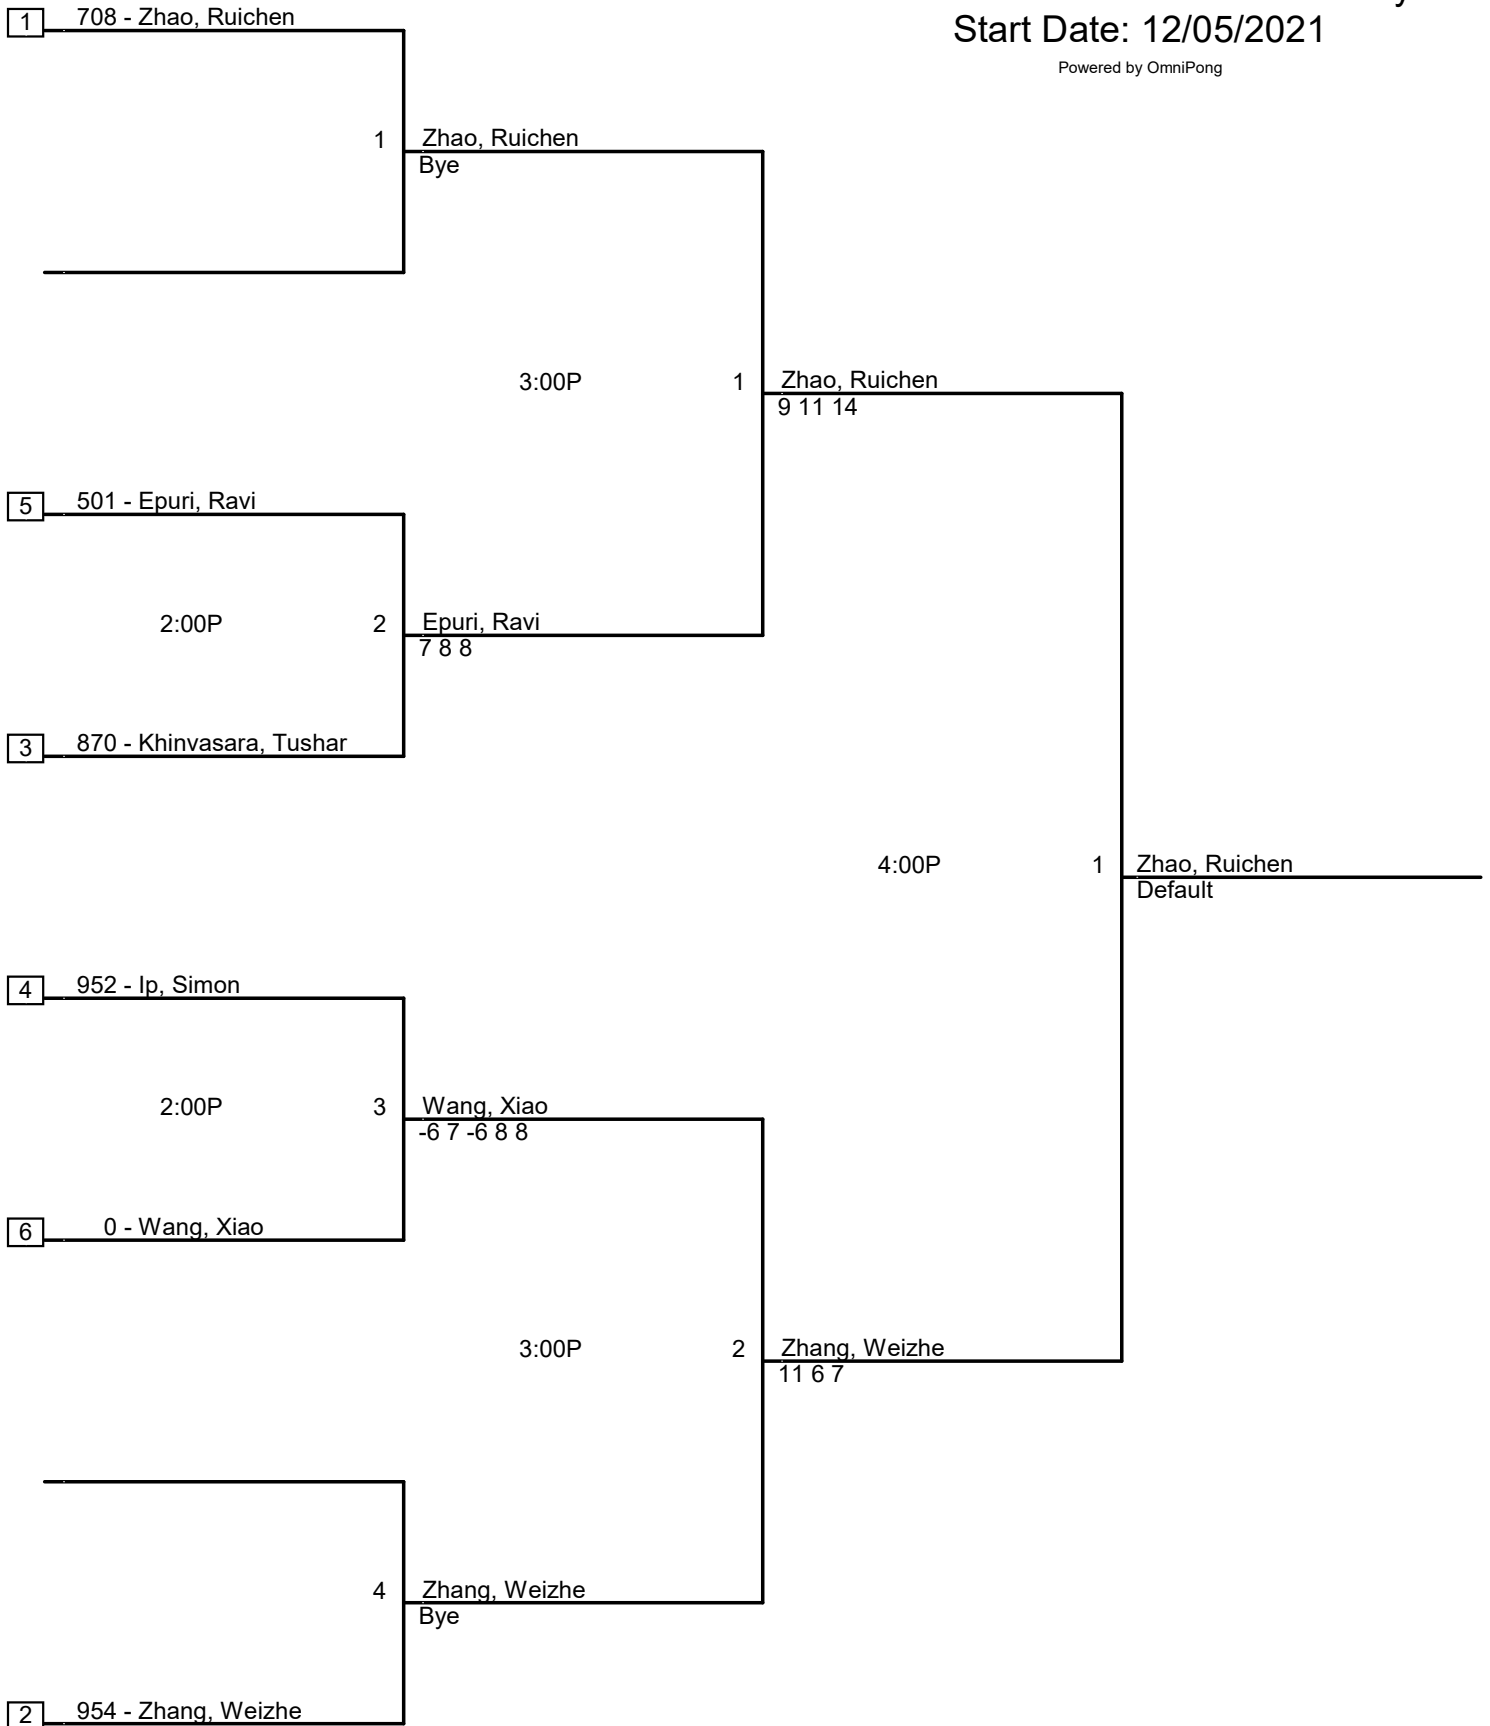 Start Date: 12/05/2021
Powered by OmniPong
1 708 - Zhao, Ruichen
1 Zhao, Ruichen
Bye
3:00P 1 Zhao, Ruichen
9 11 14
5 501 - Epuri, Ravi
2:00P 2 Epuri, Ravi
7 8 8
3 870 - Khinvasara, Tushar
4:00P 1 Zhao, Ruichen
Default
4 952 - Ip, Simon
2:00P 3 Wang, Xiao
-6 7 -6 8 8
6 0 - Wang, Xiao
3:00P 2 Zhang, Weizhe
11 6 7
4 Zhang, Weizhe
Bye
2 954 - Zhang, Weizhe